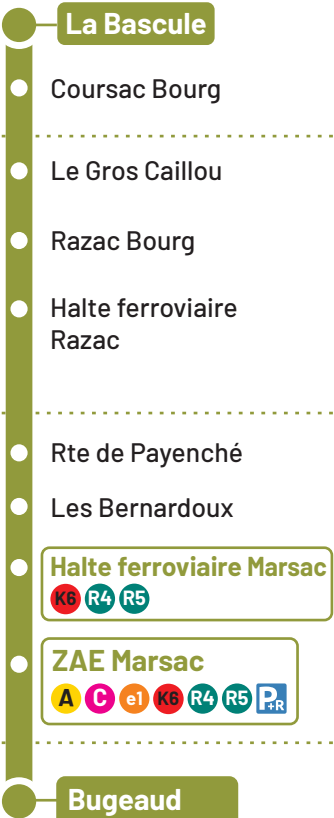 La Bascule
Coursac Bourg
Le Gros Caillou
Razac Bourg
Halte ferroviaire
Razac
Rte de Payenché
Les Bernardoux
Halte ferroviaire Marsac
K6 R4 R5
ZAE Marsac
A C e1 K6 R4 R5 P+R
Bugeaud